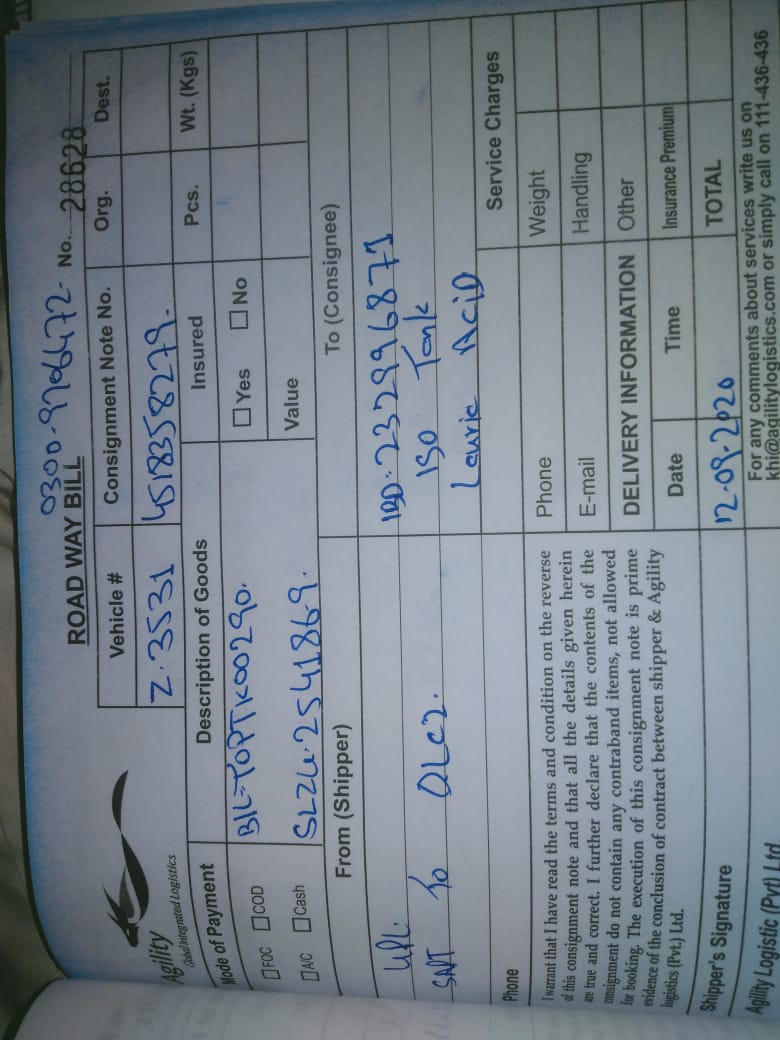 0300-9706472-
ROAD WAY BILL No. 28628
Agility
Global Integrated Logistics
Vehicle # Consignment Note No. Org. Dest.
Z-3531 4518358279.
Mode of Payment Description of Goods Insured Pcs. Wt. (Kgs)
FOC COD BIL-TOPTK00290. Yes No
A/C Cash SLZU.2541869. Value
From (Shipper) To (Consignee)
UPL. IBD:232996871
SAPT To QLC2. ISO Tank
Lauric Acid
Phone Service Charges
I warrant that I have read the terms and condition on the reverse
of this consignment note and that all the details given herein
are true and correct. I further declare that the contents of the
consignment do not contain any contraband items, not allowed
for booking. The execution of this consignment note is prime
evidence of the conclusion of contract between shipper & Agility
logistics (Pvt.) Ltd.
Phone Weight
E-mail Handling
DELIVERY INFORMATION Other
Date Time Insurance Premium
Shipper's Signature 12-09-2020 TOTAL
Agility Logistic (Pvt) Ltd.
For any comments about services write us on
khi@agilitylogistics.com or simply call on 111-436-436